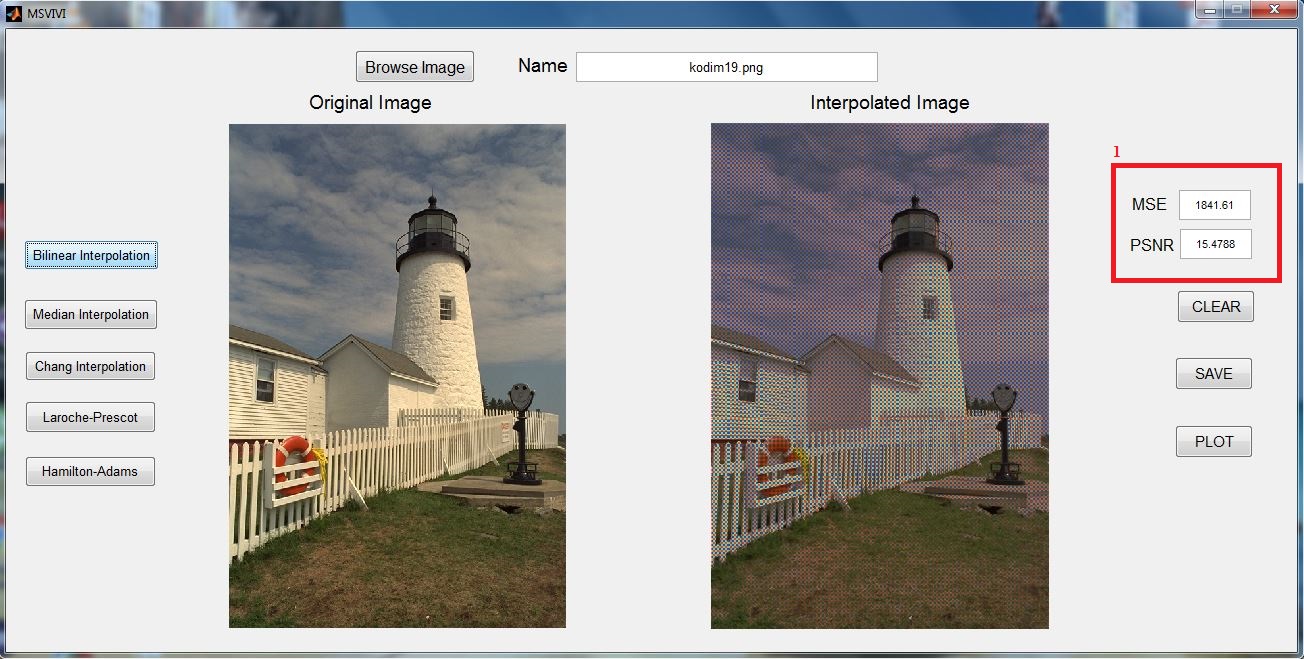 MSVIVI
Browse Image
Name
kodim19.png
Original Image
Interpolated Image
1
MSE
1841.61
PSNR
15.4788
Bilinear Interpolation
Median Interpolation
Chang Interpolation
Laroche-Prescot
Hamilton-Adams
CLEAR
SAVE
PLOT